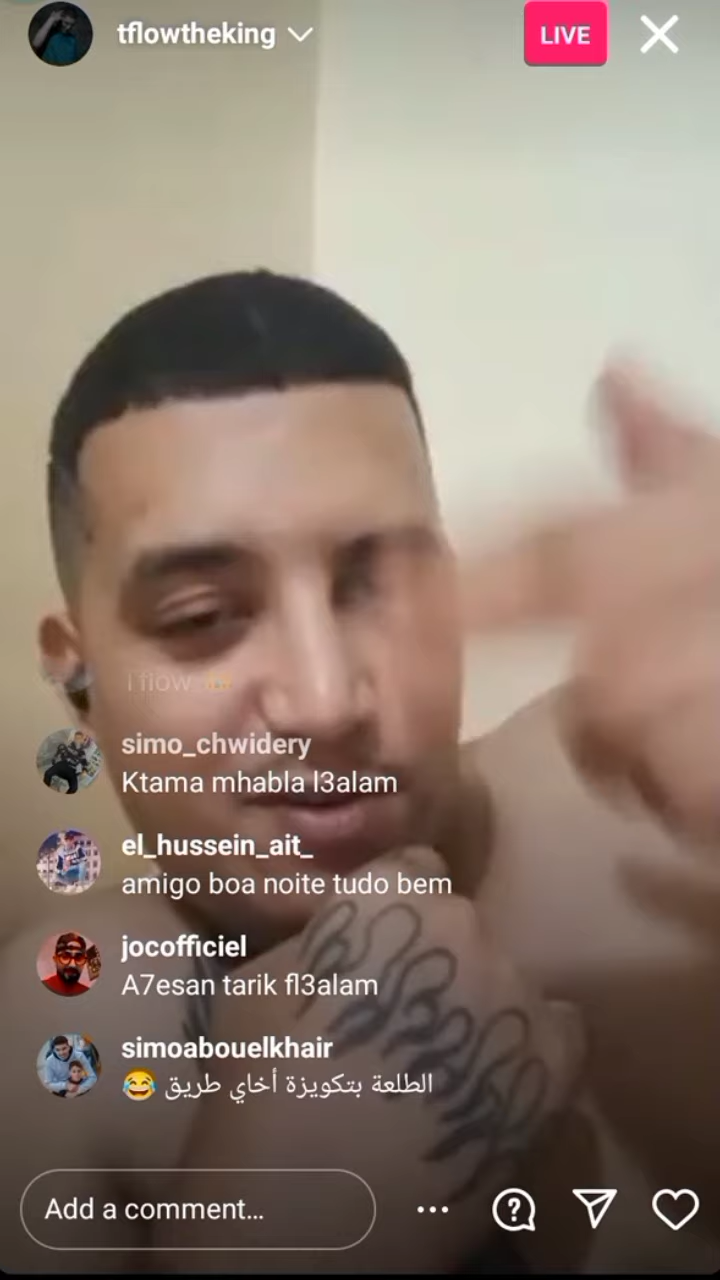 tflowtheking
LIVE
simo_chwidery
Ktama mhabla l3alam
el_hussein_ait_
amigo boa noite tudo bem
jocofficiel
A7esan tarik fl3alam
simoabouelkhair
الطلعة بتكويزة أخاي طريق 😂
Add a comment...